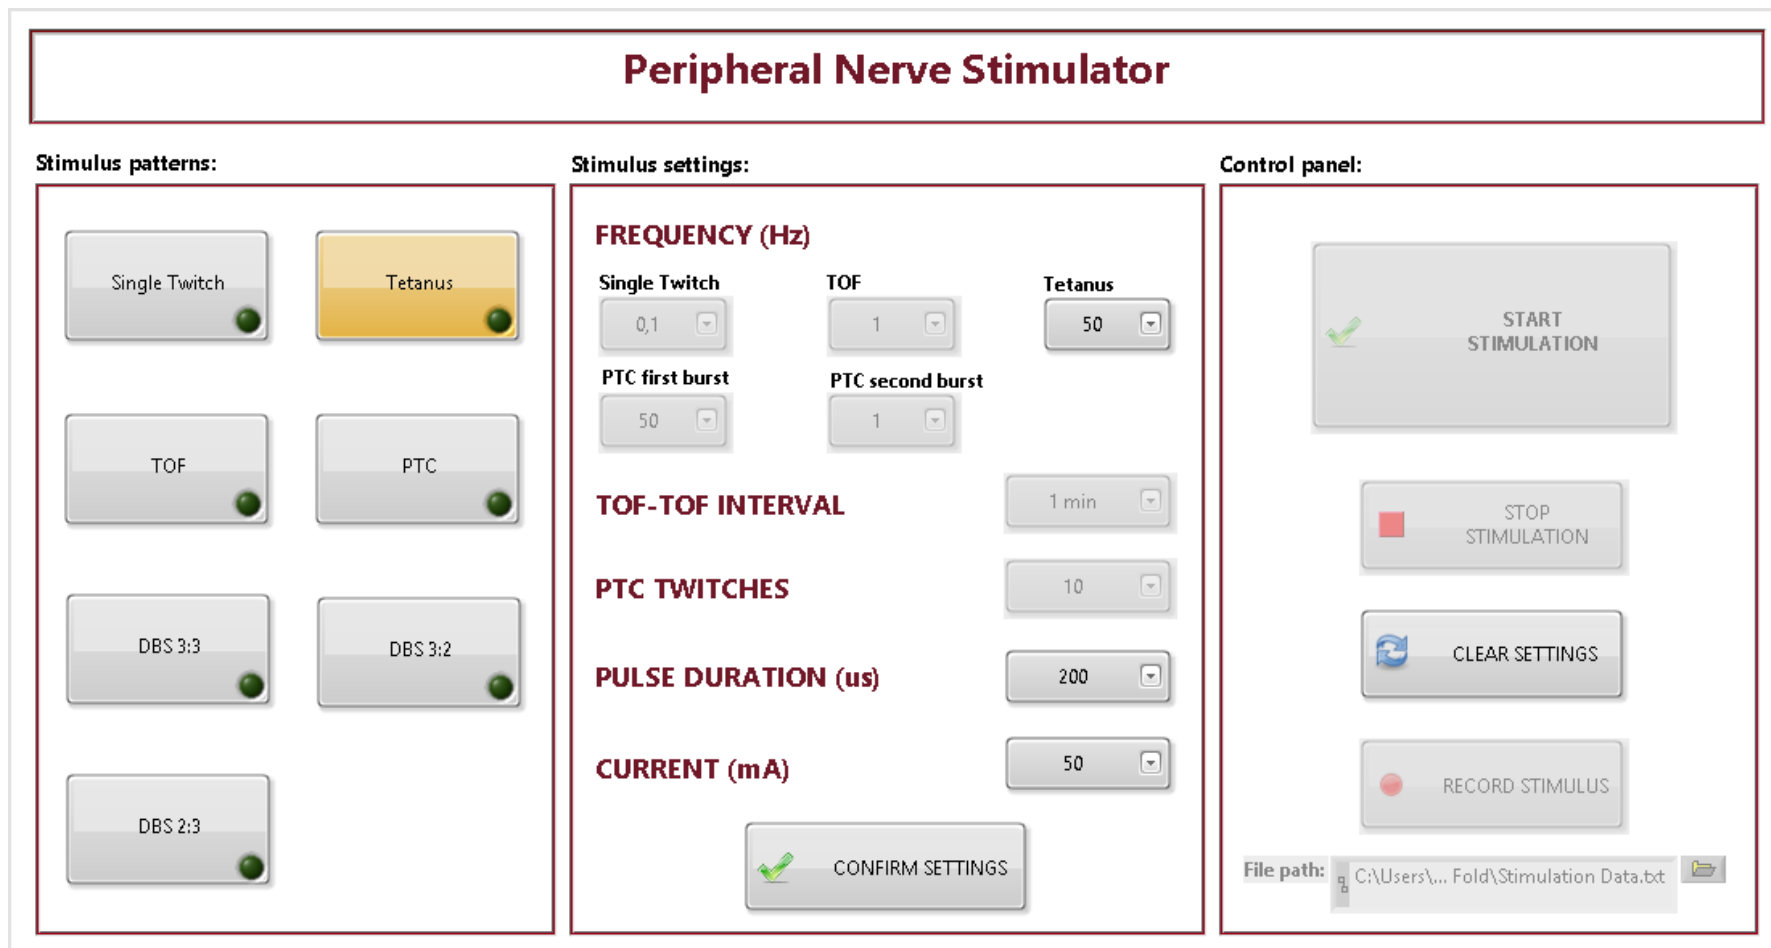 Peripheral Nerve Stimulator
Stimulus patterns:
Single Twitch
Tetanus
TOF
PTC
DBS 3:3
DBS 3:2
DBS 2:3
Stimulus settings:
FREQUENCY (Hz)
Single Twitch
TOF
Tetanus
0,1
1
50
PTC first burst
PTC second burst
50
1
TOF-TOF INTERVAL
1 min
PTC TWITCHES
10
PULSE DURATION (us)
200
CURRENT (mA)
50
CONFIRM SETTINGS
Control panel:
START
STIMULATION
STOP
STIMULATION
CLEAR SETTINGS
RECORD STIMULUS
File path:
C:\Users\... Fold\Stimulation Data.txt